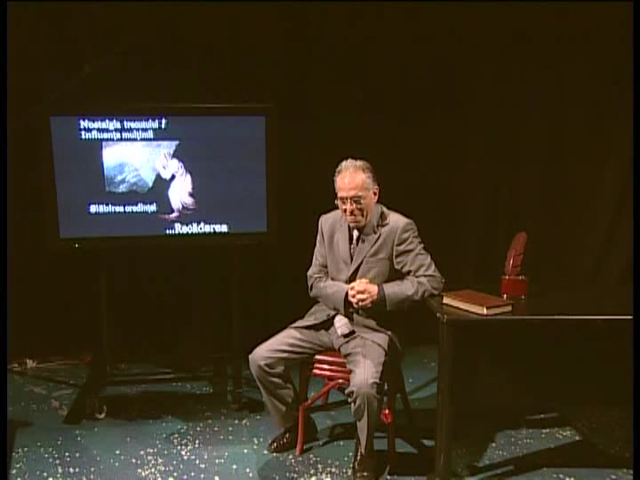 Nostalgia trecutului !
Influența mulțimii
Slăbirea credinței
...Recăderea